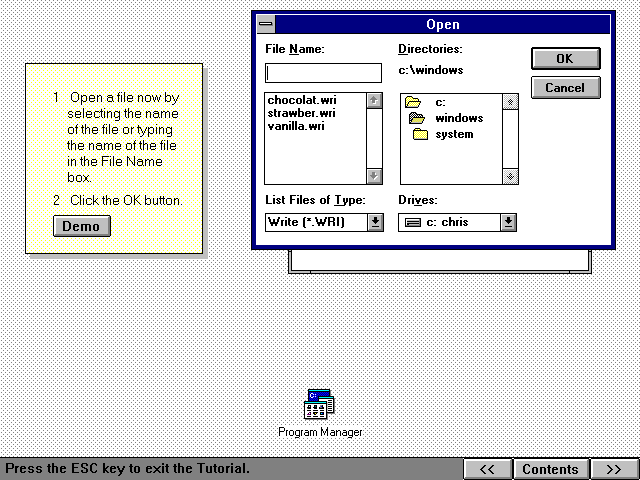 Open
1 Open a file now by
selecting the name
of the file or typing
the name of the file
in the File Name
box.
2 Click the OK button.
Demo
File Name:
chocolat.wri
strawber.wri
vanilla.wri
List Files of Type:
Write (*.WRI)
Directories:
c:\windows
c:
windows
system
Drives:
c: chris
OK
Cancel
Program Manager
Press the ESC key to exit the Tutorial.
<<
Contents
>>